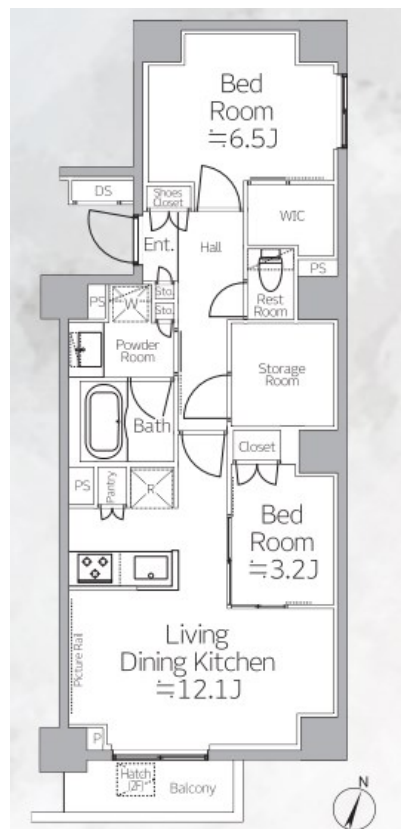 Bed
Room
≒6.5J
DS
Shoes
Closet
WIC
Ent.
Hall
PS
PS
W
Sto.
Sto.
Rest
Room
Powder
Room
Storage
Room
Bath
Closet
PS
Pantry
R
Bed
Room
≒3.2J
Picture Rail
Living
Dining Kitchen
≒12.1J
P
Hatch
(2F)
Balcony
N